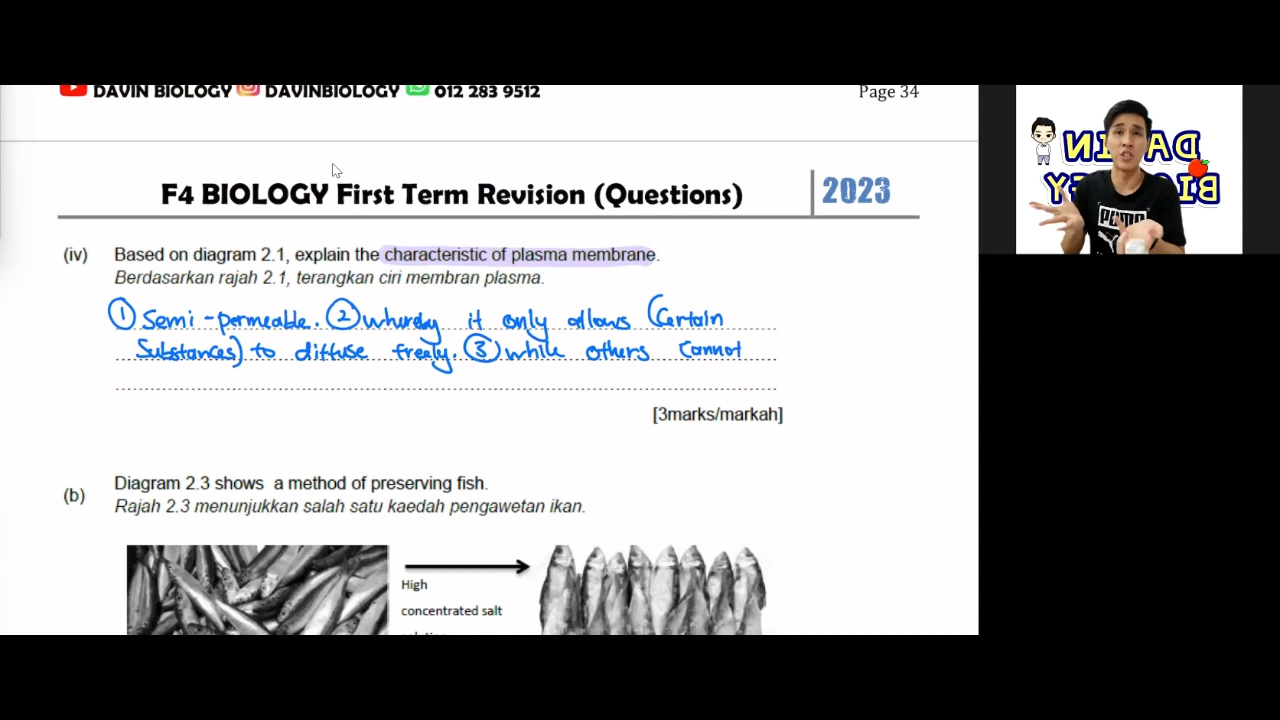 DAVIN BIOLOGY DAVINBIOLOGY 012 283 9512
Page 34
F4 BIOLOGY First Term Revision (Questions) 2023
(iv) Based on diagram 2.1, explain the characteristic of plasma membrane.
Berdasarkan rajah 2.1, terangkan ciri membran plasma.
① Semi-permeable. ② whereby it only allows (certain
substances) to diffuse freely. ③ while others cannot
[3marks/markah]
(b) Diagram 2.3 shows a method of preserving fish.
Rajah 2.3 menunjukkan salah satu kaedah pengawetan ikan.
High
concentrated salt
DAVIN
BIOLOGY
PUMA